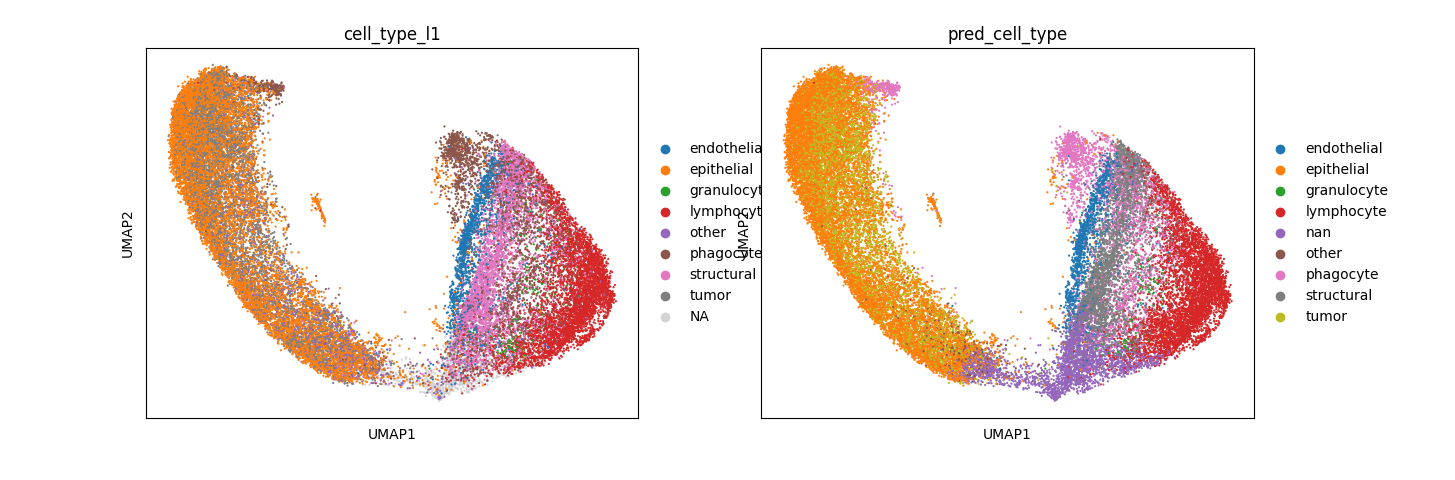 cell_type_l1
UMAP2
UMAP1
endothelia
epithelial
granulocyt
lymphocyt
other
phagocyte
structural
tumor
NA
pred_cell_type
UMAP2
UMAP1
endothelial
epithelial
granulocyte
lymphocyte
nan
other
phagocyte
structural
tumor